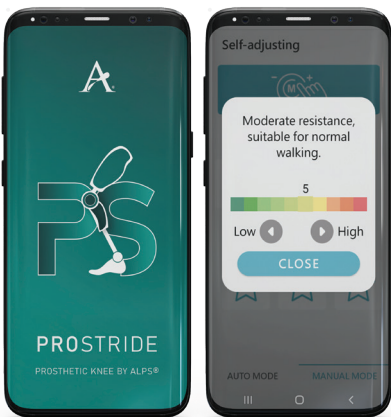 A
PS
PROSTRIDE
PROSTHETIC KNEE BY ALPS®
Self-adjusting
M
Moderate resistance,
suitable for normal
walking.
5
Low
High
CLOSE
AUTO MODE
MANUAL MODE